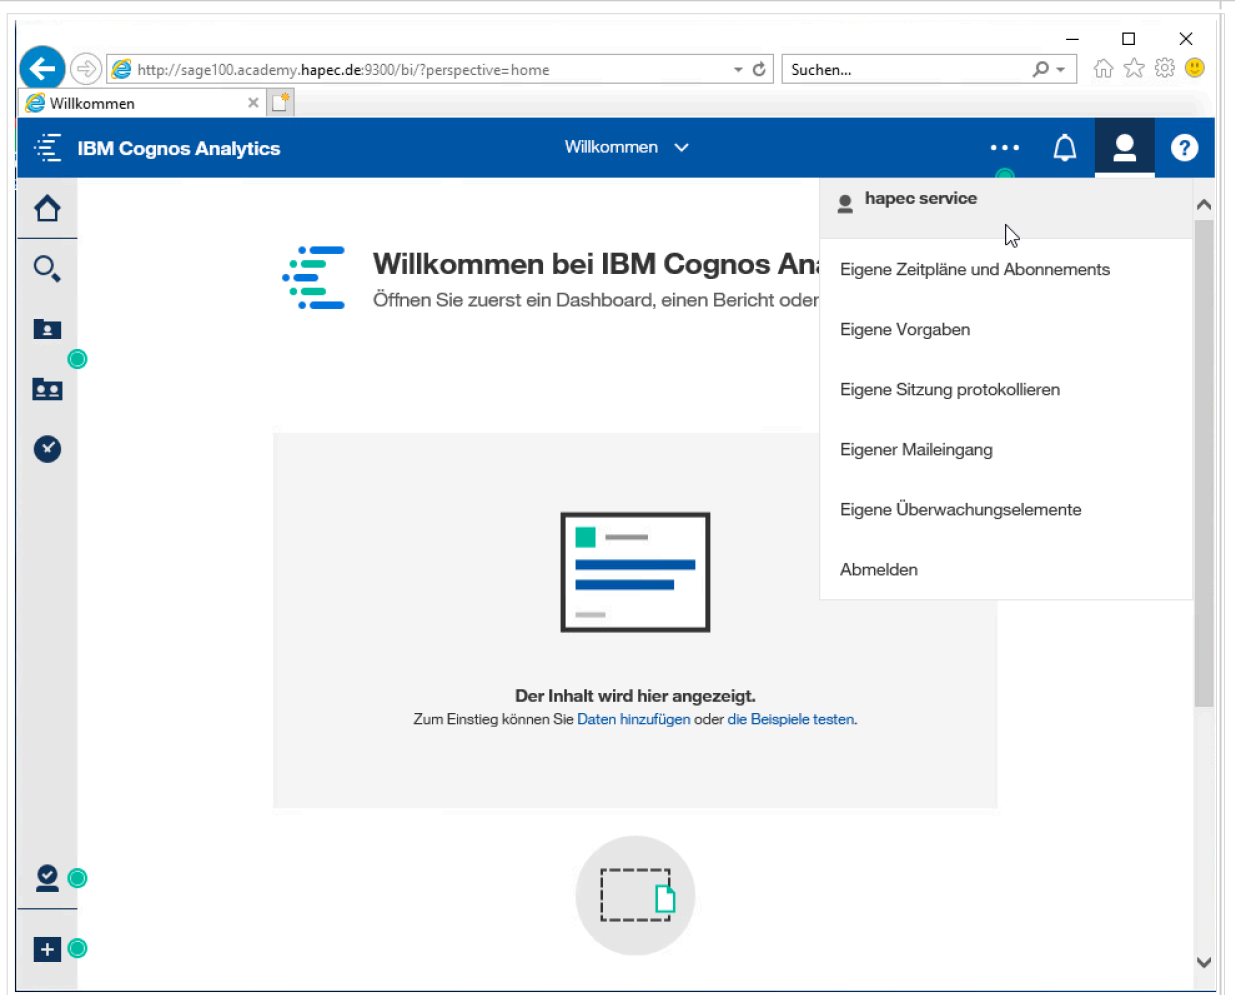 http://sage100.academy.hapec.de:9300/bi/?perspective=home
Suchen...
Willkommen
IBM Cognos Analytics
Willkommen
?
hapec service
Willkommen bei IBM Cognos An
Öffnen Sie zuerst ein Dashboard, einen Bericht oder
Eigene Zeitpläne und Abonnements
Eigene Vorgaben
Eigene Sitzung protokollieren
Eigener Maileingang
Eigene Überwachungselemente
Abmelden
Der Inhalt wird hier angezeigt.
Zum Einstieg können Sie Daten hinzufügen oder die Beispiele testen.